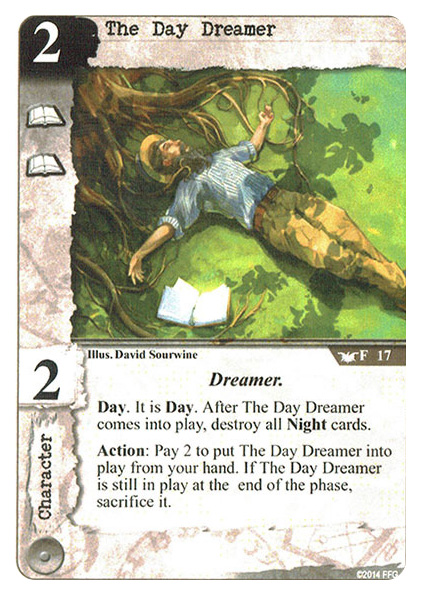 2
The Day Dreamer
Illus. David Sourwine
F 17
2
Dreamer.
Day. It is Day. After The Day Dreamer
comes into play, destroy all Night cards.
Action: Pay 2 to put The Day Dreamer into
play from your hand. If The Day Dreamer
is still in play at the end of the phase,
sacrifice it.
Character
©2014 FFG